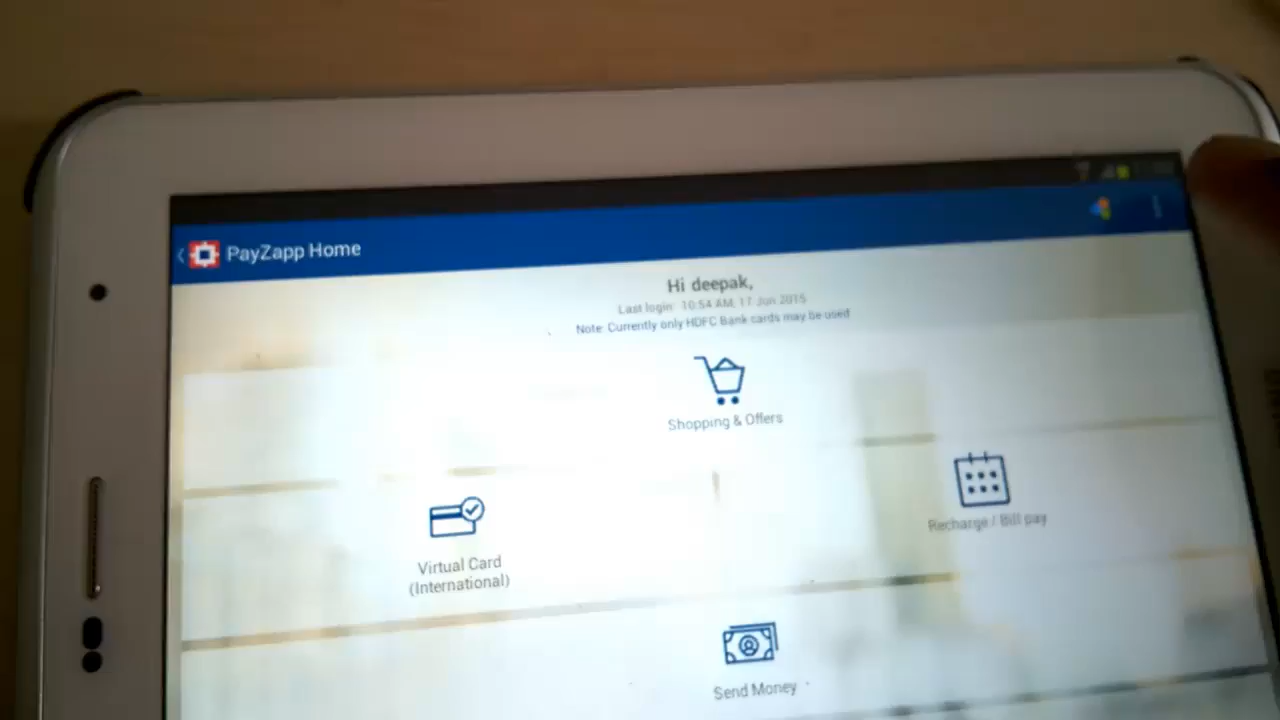 PayZapp Home
Hi deepak,
Last login: 10:54 AM, 17 Jun 2015
Note: Currently only HDFC Bank cards may be used
Shopping & Offers
Recharge / Bill pay
Virtual Card
(International)
Send Money